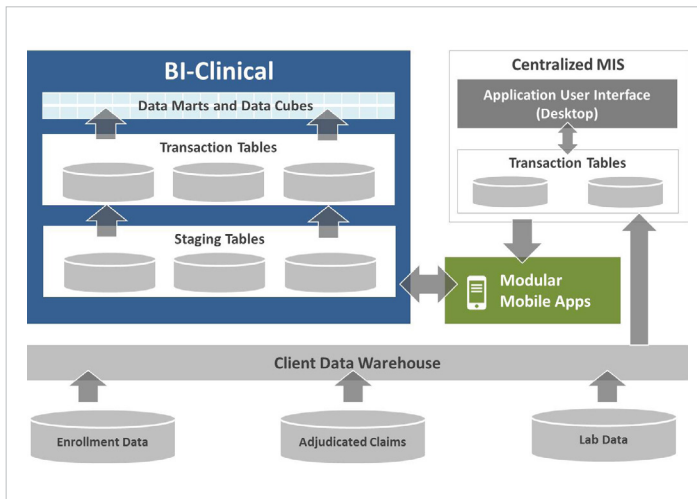 BI-Clinical
Data Marts and Data Cubes
Transaction Tables
Staging Tables
Centralized MIS
Application User Interface
(Desktop)
Transaction Tables
Modular
Mobile Apps
Client Data Warehouse
Enrollment Data
Adjudicated Claims
Lab Data